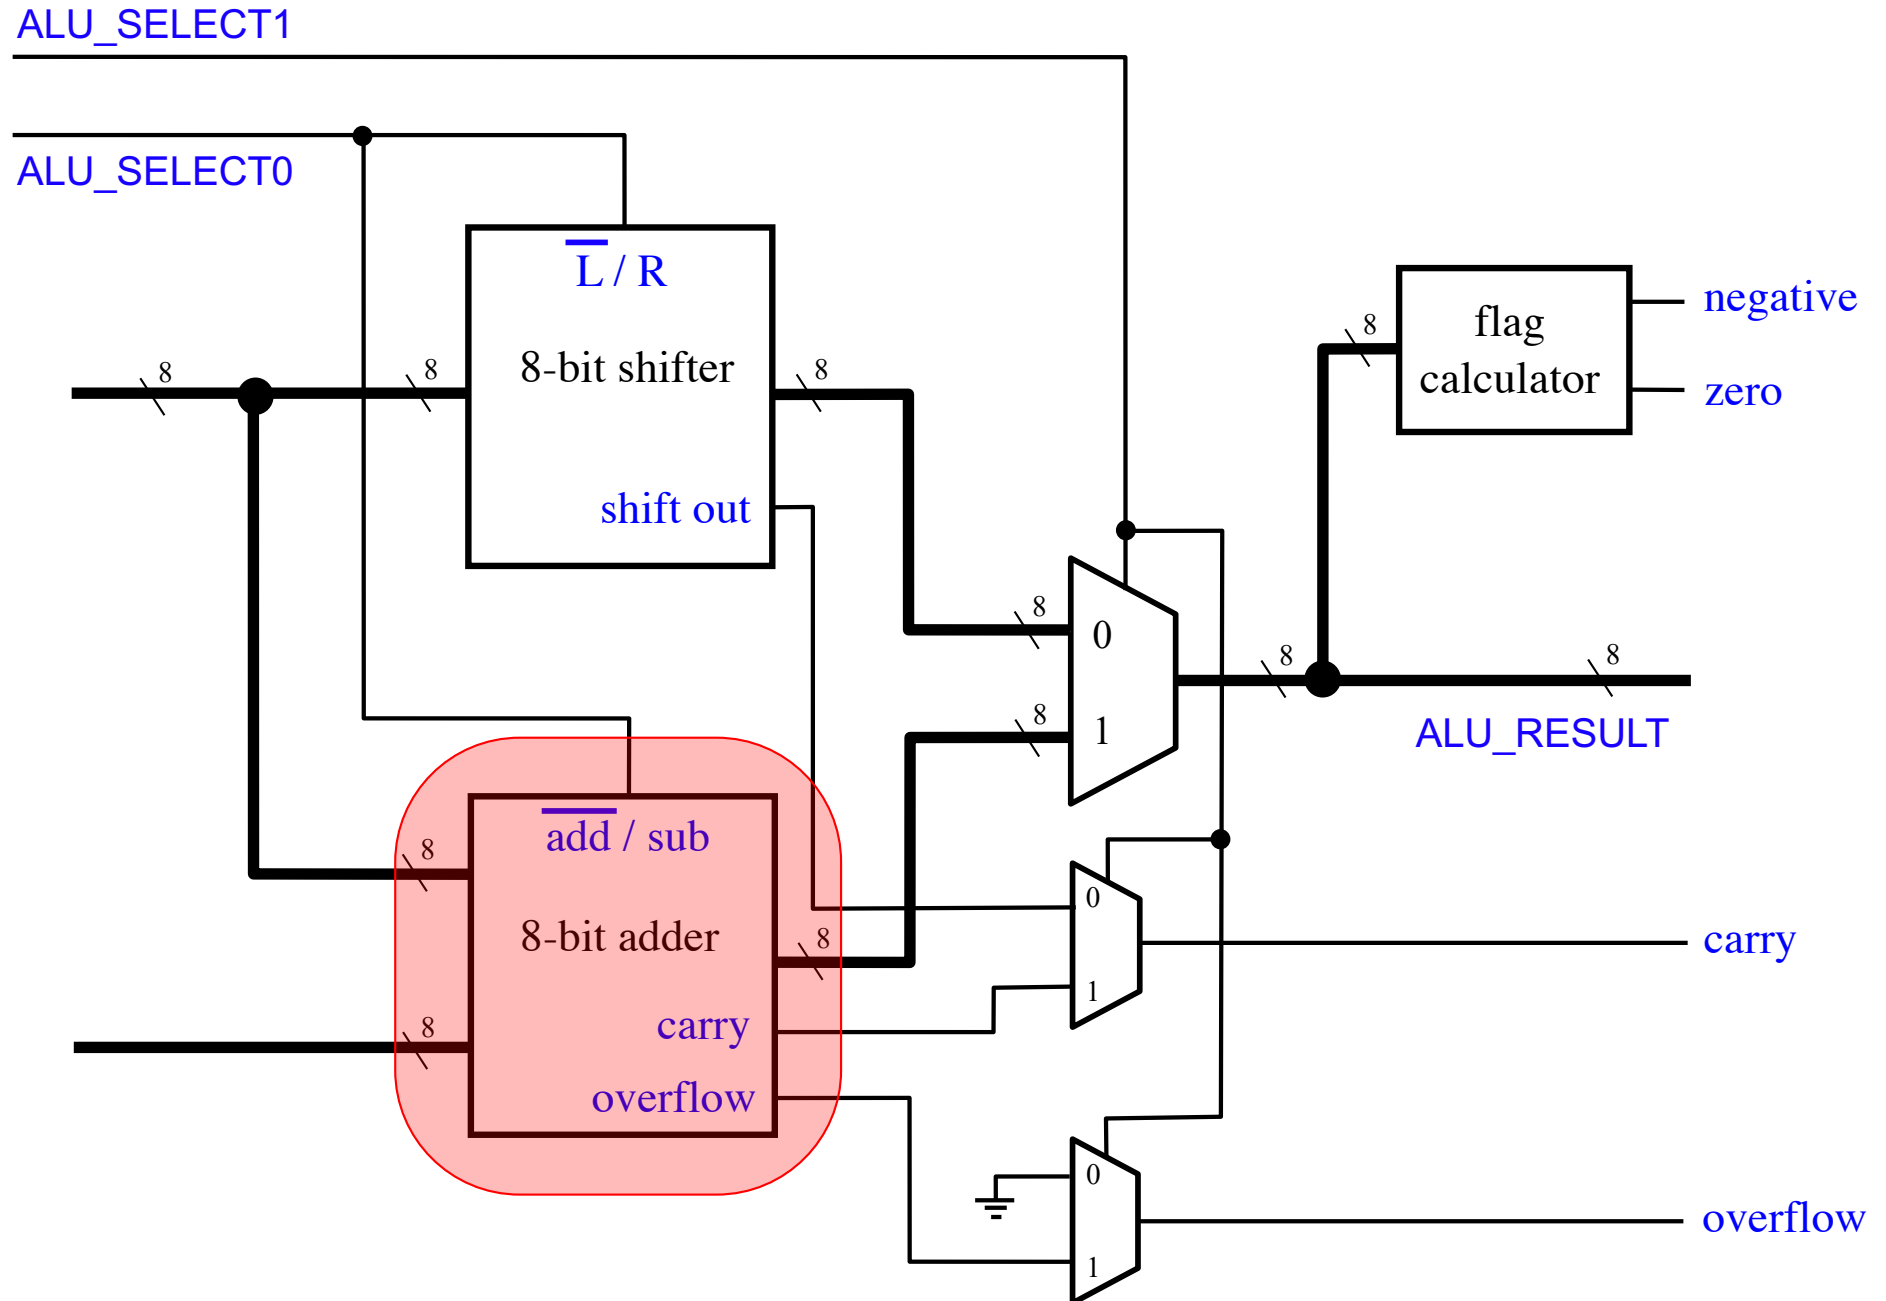 ALU_SELECT1
ALU_SELECT0
L / R
8-bit shifter
shift out
8
8
8
flag
calculator
negative
zero
8
8
0
8
1
8
8
ALU_RESULT
add / sub
8-bit adder
carry
overflow
8
8
8
0
1
carry
0
1
overflow